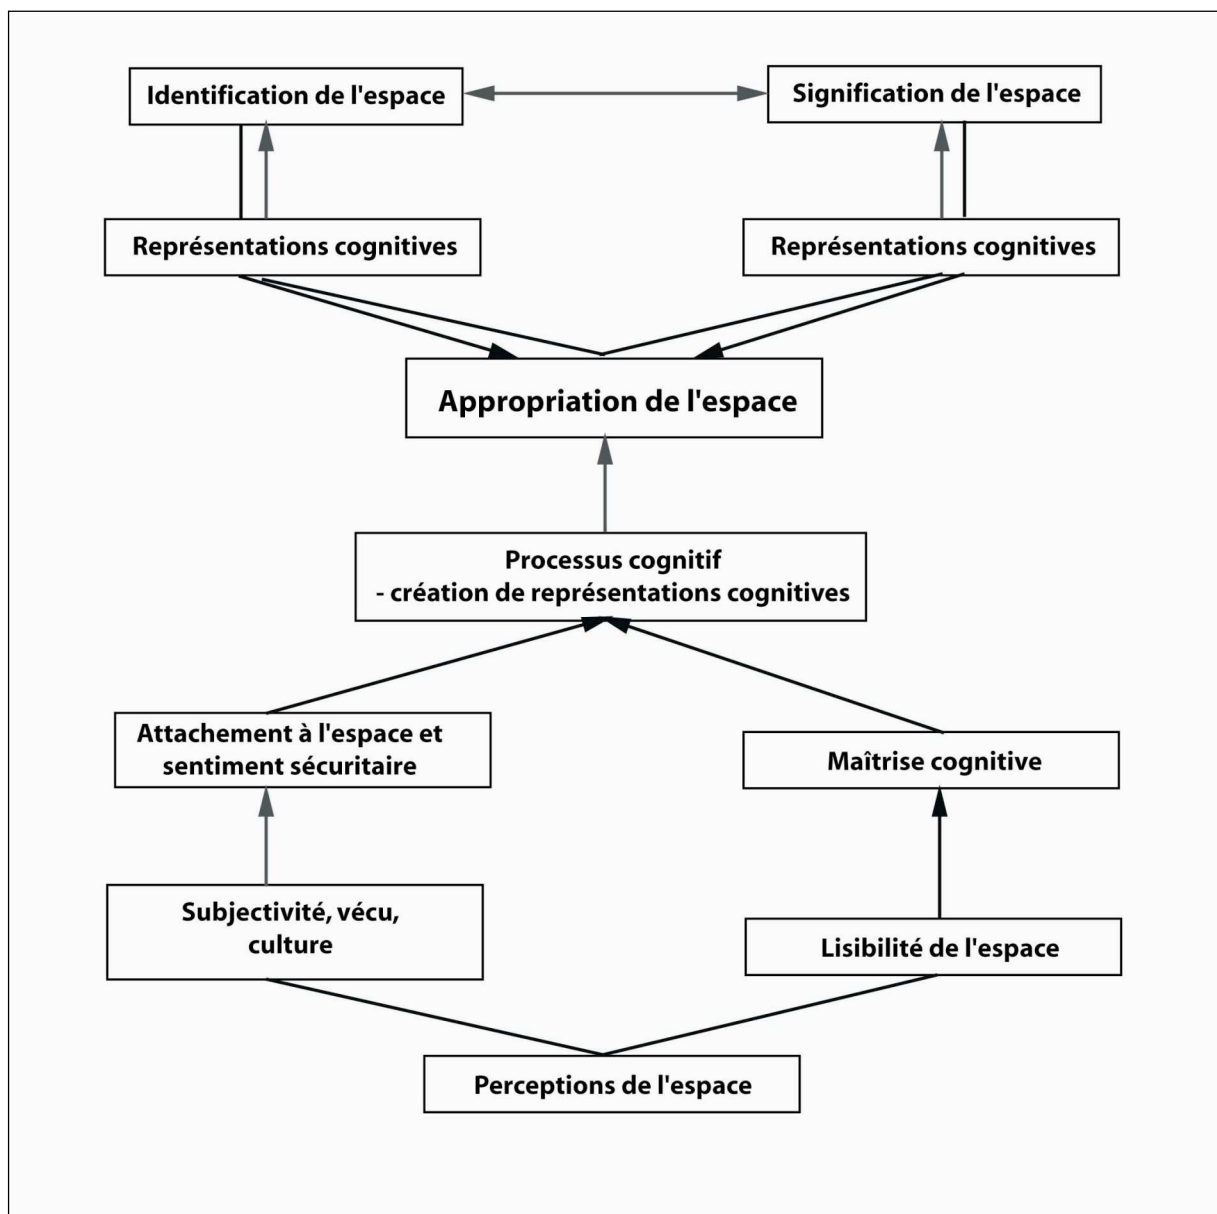 Identification de l'espace
Signification de l'espace
Représentations cognitives
Représentations cognitives
Appropriation de l'espace
Processus cognitif
- création de représentations cognitives
Attachement à l'espace et
sentiment sécuritaire
Maîtrise cognitive
Subjectivité, vécu,
culture
Lisibilité de l'espace
Perceptions de l'espace